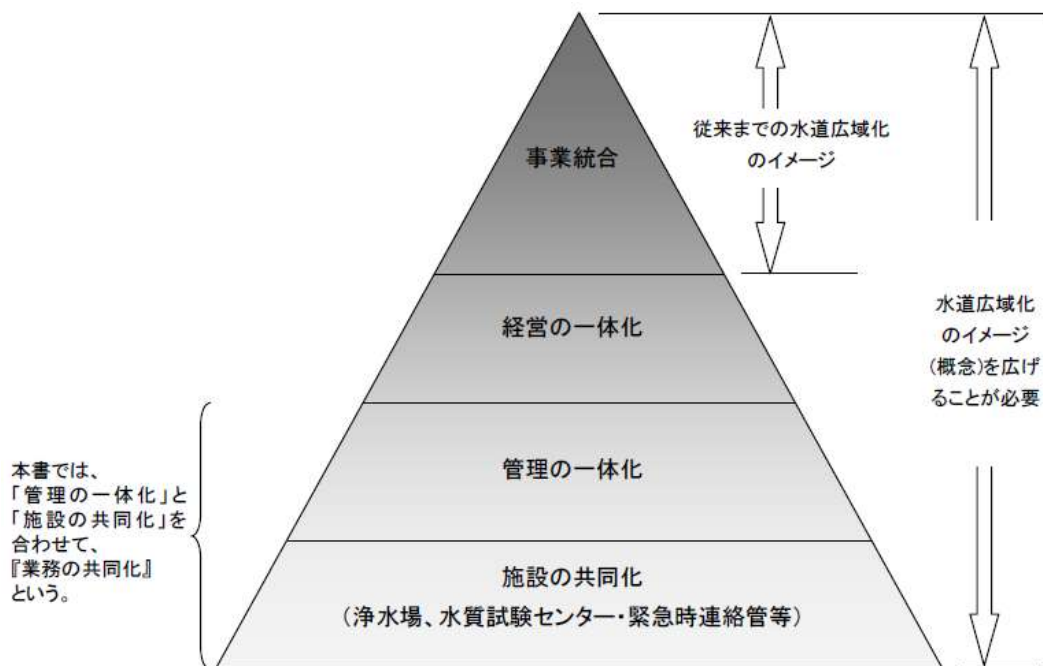 事業統合
従来までの水道広域化
のイメージ
経営の一体化
水道広域化
のイメージ
(概念)を広げ
ることが必要
管理の一体化
本書では、
「管理の一体化」と
「施設の共同化」を
合わせて、
『業務の共同化』
という。
施設の共同化
(浄水場、水質試験センター・緊急時連絡管等)